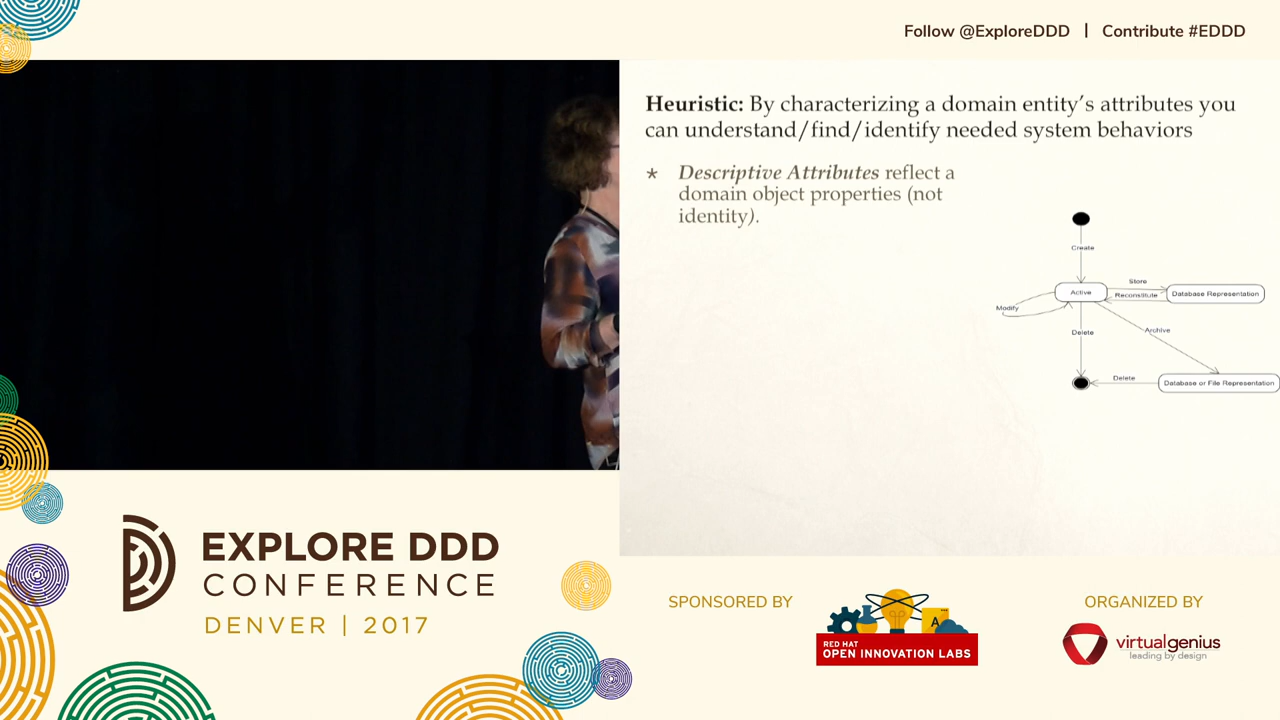 Follow @ExploreDDD | Contribute #EDDD
Heuristic: By characterizing a domain entity's attributes you
can understand/find/identify needed system behaviors
* Descriptive Attributes reflect a
domain object properties (not
identity).
Create
Store
Active
Reconstitute
Database Representation
Modify
Delete
Archive
Delete
Database or File Representation
EXPLORE DDD
CONFERENCE
DENVER | 2017
SPONSORED BY
A
RED HAT
OPEN INNOVATION LABS
ORGANIZED BY
virtualgenius
leading by design